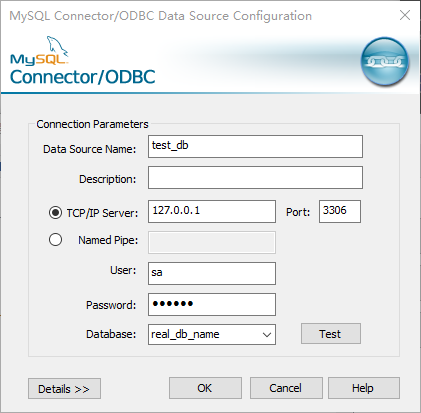 MySQL Connector/ODBC Data Source Configuration
MySQL
Connector/ODBC
Connection Parameters
Data Source Name: test_db
Description:
TCP/IP Server: 127.0.0.1 Port: 3306
Named Pipe:
User: sa
Password: ●●●●●●
Database: real_db_name Test
Details >> OK Cancel Help